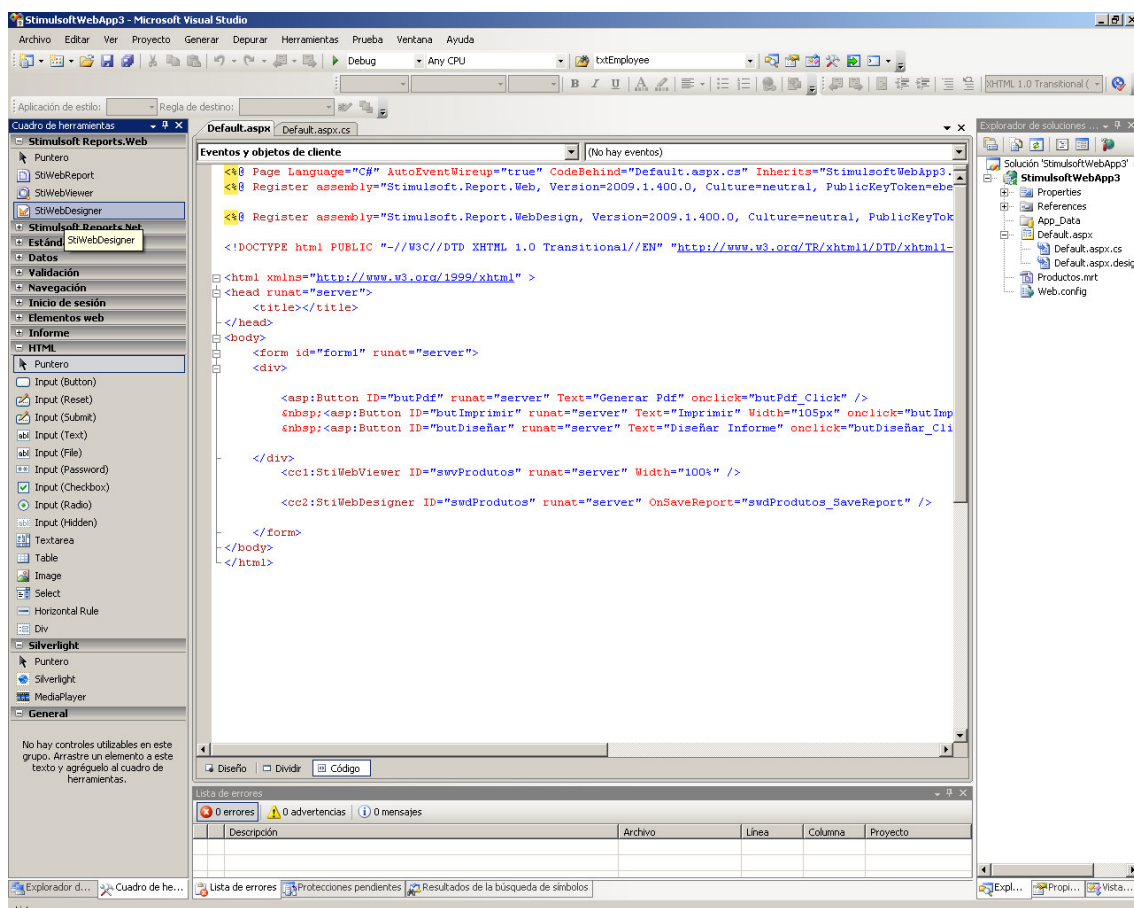 StimulsoftWebApp3 - Microsoft Visual Studio
Archivo Editar Ver Proyecto Generar Depurar Herramientas Prueba Ventana Ayuda
Debug Any CPU txtEmployee
B I U A XHTML 1.0 Transitional (
Aplicación de estilo: Regla de destino:
Cuadro de herramientas
Stimulsoft Reports.Web
Puntero
StiWebReport
StiWebViewer
StiWebDesigner
Stimulsoft Reports.Net
Estánd
StiWebDesigner
Datos
Validación
Navegación
Inicio de sesión
Elementos web
Informe
HTML
Puntero
Input (Button)
Input (Reset)
Input (Submit)
Input (Text)
Input (File)
Input (Password)
Input (Checkbox)
Input (Radio)
Input (Hidden)
Textarea
Table
Image
Select
Horizontal Rule
Div
Silverlight
Puntero
Silverlight
MediaPlayer
General
No hay controles utilizables en este
grupo. Arrastre un elemento a este
texto y agréguelo al cuadro de
herramientas.
Explorador d... Cuadro de he...
Default.aspx Default.aspx.cs
Eventos y objetos de cliente (No hay eventos)
<%@ Page Language="C#" AutoEventWireup="true" CodeBehind="Default.aspx.cs" Inherits="StimulsoftWebApp3.
<%@ Register assembly="Stimulsoft.Report.Web, Version=2009.1.400.0, Culture=neutral, PublicKeyToken=ebe
<%@ Register assembly="Stimulsoft.Report.WebDesign, Version=2009.1.400.0, Culture=neutral, PublicKeyTok
<!DOCTYPE html PUBLIC "-//W3C//DTD XHTML 1.0 Transitional//EN" "http://www.w3.org/TR/xhtml1/DTD/xhtml1-
<html xmlns="http://www.w3.org/1999/xhtml" >
<head runat="server">
<title></title>
</head>
<body>
<form id="form1" runat="server">
<div>
<asp:Button ID="butPdf" runat="server" Text="Generar Pdf" onclick="butPdf_Click" />
&nbsp;<asp:Button ID="butImprimir" runat="server" Text="Imprimir" Width="105px" onclick="butImp
&nbsp;<asp:Button ID="butDiseñar" runat="server" Text="Diseñar Informe" onclick="butDiseñar_Cli
</div>
<cc1:StiWebViewer ID="swvProdutos" runat="server" Width="100%" />
<cc2:StiWebDesigner ID="swdProdutos" runat="server" OnSaveReport="swdProdutos_SaveReport" />
</form>
</body>
</html>
Diseño Dividir Código
Lista de errores
0 errores 0 advertencias 0 mensajes
Descripción Archivo Línea Columna Proyecto
Lista de errores Protecciones pendientes Resultados de la búsqueda de símbolos
Explorador de soluciones ...
Solución 'StimulsoftWebApp3'
StimulsoftWebApp3
Properties
References
App_Data
Default.aspx
Default.aspx.cs
Default.aspx.desig
Productos.mrt
Web.config
Expl... Propi... Vista...